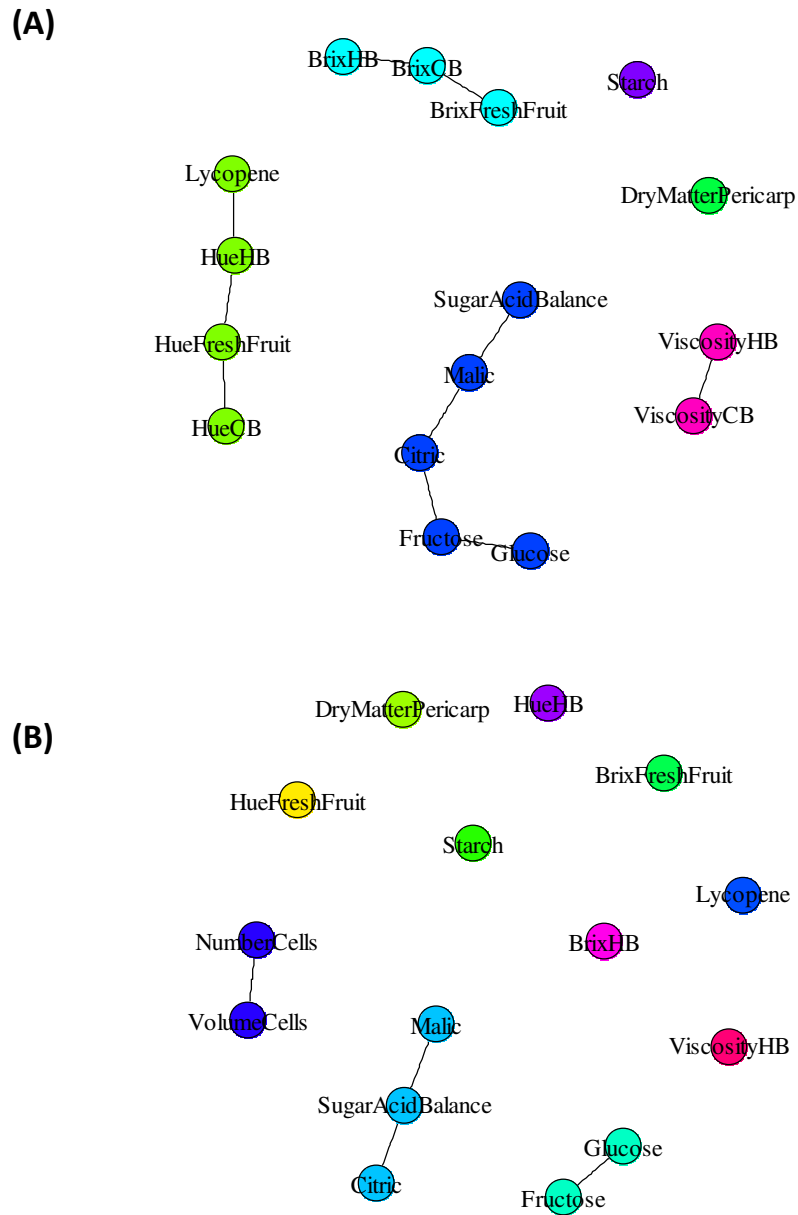 (A)
BrixHB
BrixCB
Starch
BrixFreshFruit
Lycopene
DryMatterPericarp
HueHB
SugarAcidBalance
HueFreshFruit
ViscosityHB
Malic
ViscosityCB
HueCB
Citric
Fructose
Glucose
(B)
DryMatterPericarp
HueHB
BrixFreshFruit
HueFreshFruit
Starch
Lycopene
NumberCells
BrixHB
VolumeCells
Malic
ViscosityHB
SugarAcidBalance
Glucose
Citric
Fructose